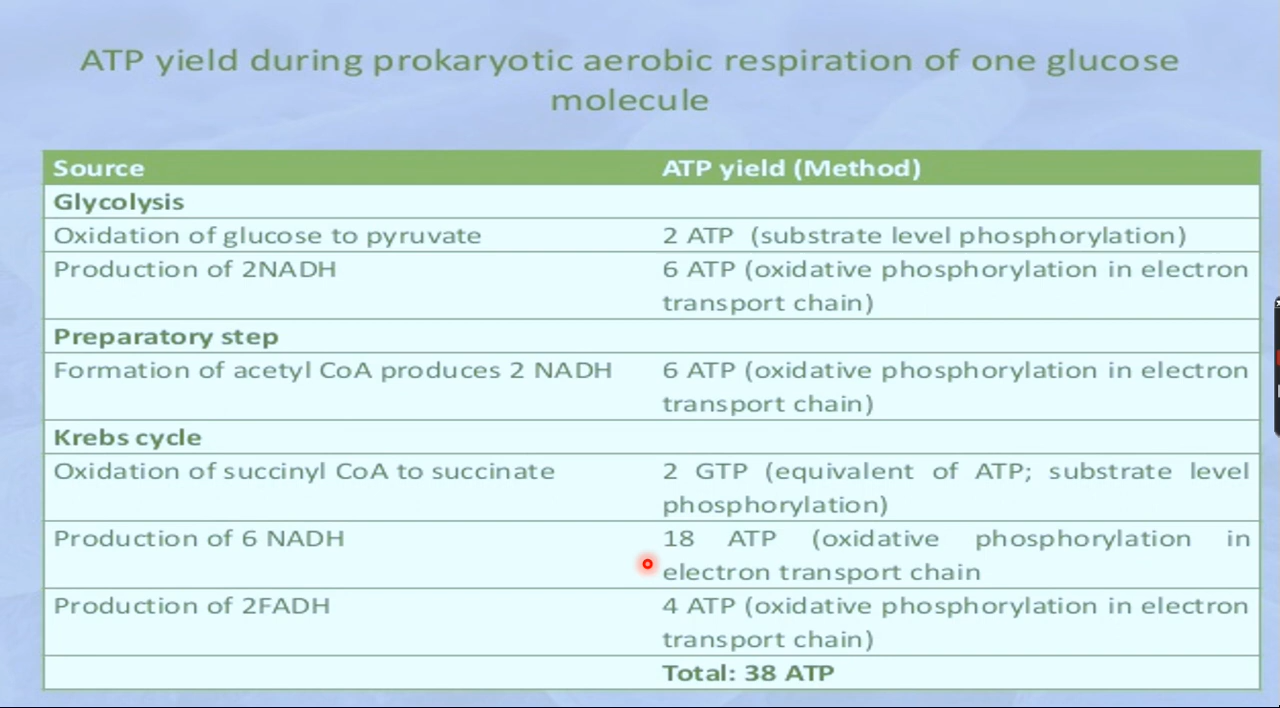 ATP yield during prokaryotic aerobic respiration of one glucose
molecule
Source ATP yield (Method)
Glycolysis
Oxidation of glucose to pyruvate 2 ATP (substrate level phosphorylation)
Production of 2NADH 6 ATP (oxidative phosphorylation in electron
transport chain)
Preparatory step
Formation of acetyl CoA produces 2 NADH 6 ATP (oxidative phosphorylation in electron
transport chain)
Krebs cycle
Oxidation of succinyl CoA to succinate 2 GTP (equivalent of ATP; substrate level
phosphorylation)
Production of 6 NADH 18 ATP (oxidative phosphorylation in
electron transport chain
Production of 2FADH 4 ATP (oxidative phosphorylation in electron
transport chain)
Total: 38 ATP